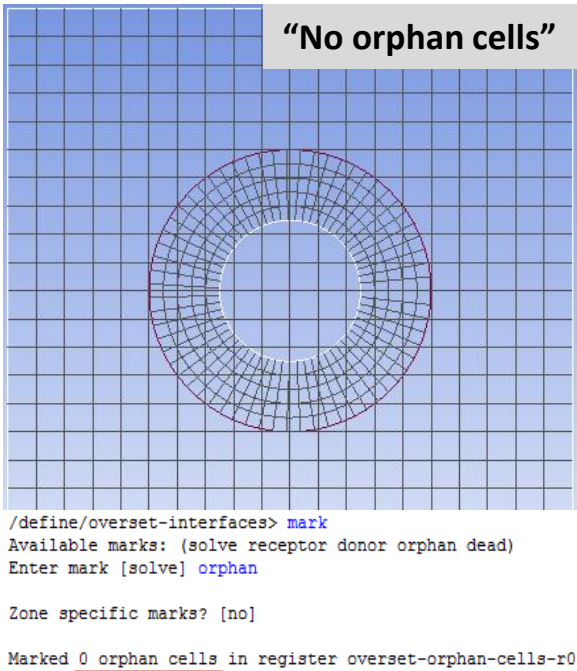 “No orphan cells”
/define/overset-interfaces> mark
Available marks: (solve receptor donor orphan dead)
Enter mark [solve] orphan
Zone specific marks? [no]
Marked 0 orphan cells in register overset-orphan-cells-r0